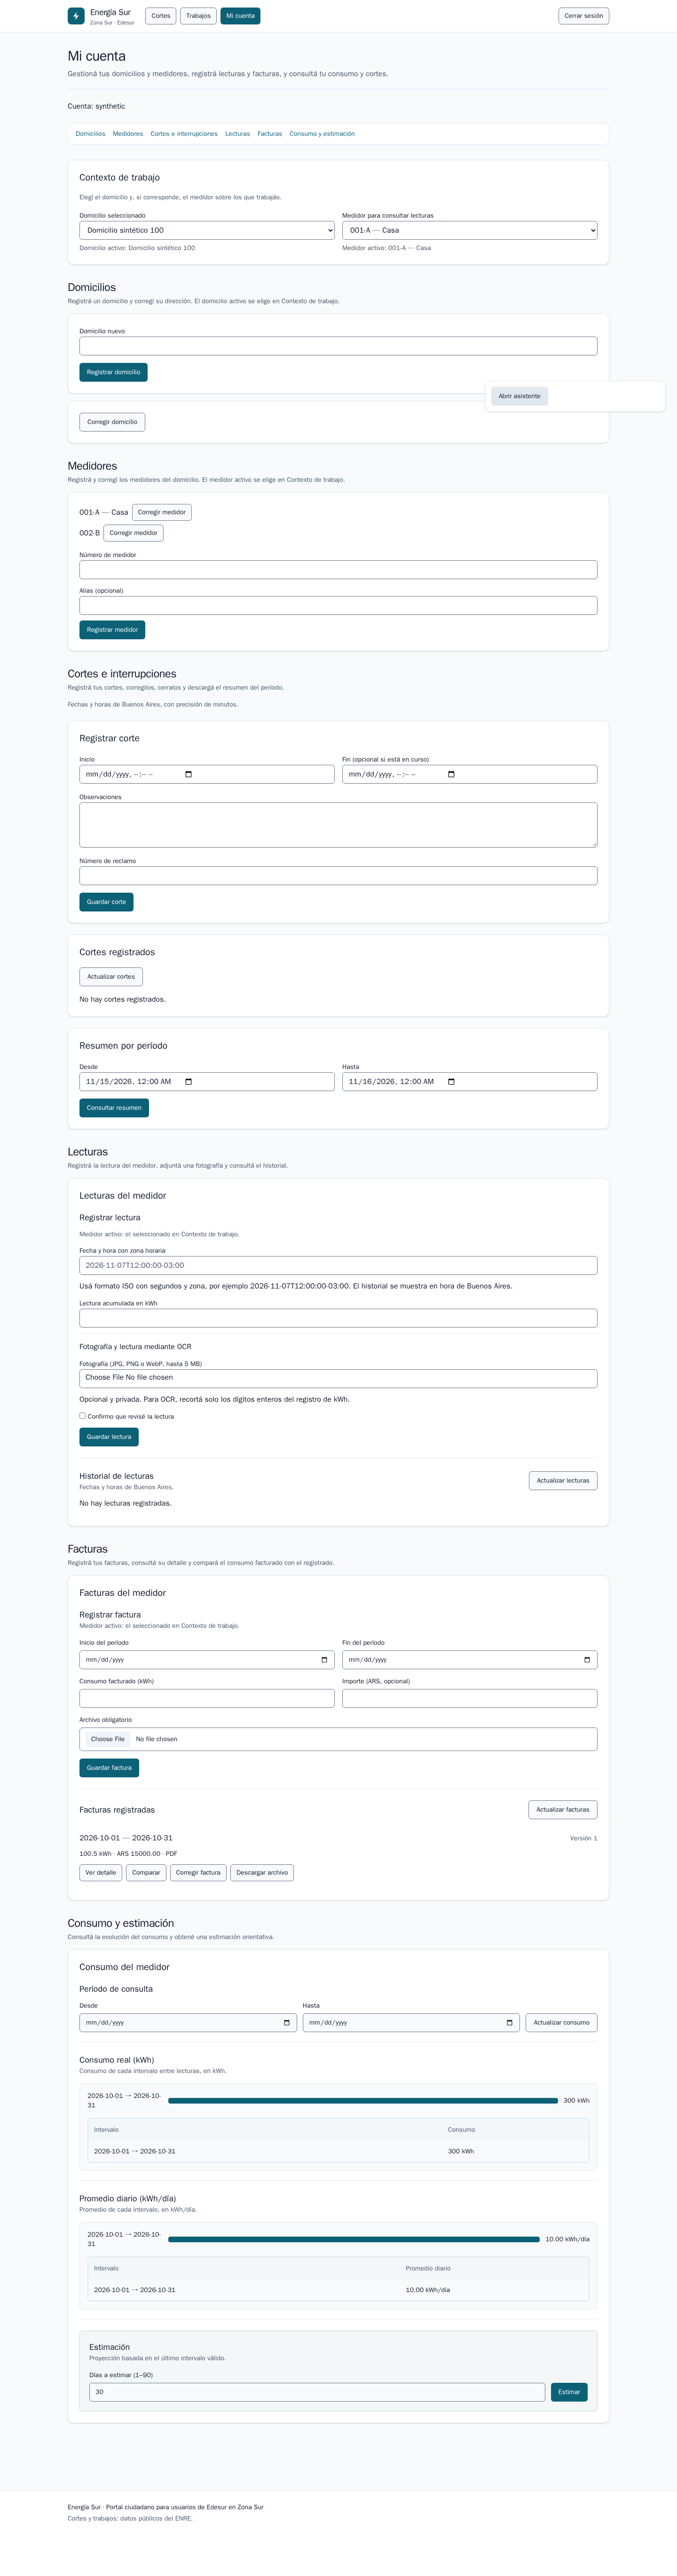 Energía Sur
Zona Sur · Edesur
Cortes
Trabajos
Mi cuenta
Cerrar sesión
Mi cuenta
Gestioná tus domicilios y medidores, registrá lecturas y facturas, y consultá tu consumo y cortes.
Cuenta: synthetic
Domicilios
Medidores
Cortes e interrupciones
Lecturas
Facturas
Consumo y estimación
Contexto de trabajo
Elegí el domicilio y, si corresponde, el medidor sobre los que trabajás.
Domicilio seleccionado
Medidor para consultar lecturas
Domicilio sintético 100
001-A — Casa
Domicilio activo: Domicilio sintético 100
Medidor activo: 001-A — Casa
Domicilios
Registrá un domicilio y corregí su dirección. El domicilio activo se elige en Contexto de trabajo.
Domicilio nuevo
Registrar domicilio
Abrir asistente
Corregir domicilio
Medidores
Registrá y corregí los medidores del domicilio. El medidor activo se elige en Contexto de trabajo.
001-A — Casa
Corregir medidor
002-B
Corregir medidor
Número de medidor
Alias (opcional)
Registrar medidor
Cortes e interrupciones
Registrá tus cortes, corregilos, cerralos y descargá el resumen del período.
Fechas y horas de Buenos Aires, con precisión de minutos.
Registrar corte
Inicio
Fin (opcional si está en curso)
mm/dd/yyyy, --:-- --
mm/dd/yyyy, --:-- --
Observaciones
Número de reclamo
Guardar corte
Cortes registrados
Actualizar cortes
No hay cortes registrados.
Resumen por período
Desde
Hasta
11/15/2026, 12:00 AM
11/16/2026, 12:00 AM
Consultar resumen
Lecturas
Registrá la lectura del medidor, adjuntá una fotografía y consultá el historial.
Lecturas del medidor
Registrar lectura
Medidor activo: el seleccionado en Contexto de trabajo.
Fecha y hora con zona horaria
2026-11-07T12:00:00-03:00
Usá formato ISO con segundos y zona, por ejemplo 2026-11-07T12:00:00-03:00. El historial se muestra en hora de Buenos Aires.
Lectura acumulada en kWh
Fotografía y lectura mediante OCR
Fotografía (JPG, PNG o WebP, hasta 5 MB)
Choose File No file chosen
Opcional y privada. Para OCR, recortá solo los dígitos enteros del registro de kWh.
Confirmo que revisé la lectura
Guardar lectura
Historial de lecturas
Fechas y horas de Buenos Aires.
Actualizar lecturas
No hay lecturas registradas.
Facturas
Registrá tus facturas, consultá su detalle y compará el consumo facturado con el registrado.
Facturas del medidor
Registrar factura
Medidor activo: el seleccionado en Contexto de trabajo.
Inicio del período
Fin del período
mm/dd/yyyy
mm/dd/yyyy
Consumo facturado (kWh)
Importe (ARS, opcional)
Archivo obligatorio
Choose File No file chosen
Guardar factura
Facturas registradas
Actualizar facturas
2026-10-01 — 2026-10-31
Versión 1
100.5 kWh · ARS 15000.00 · PDF
Ver detalle
Comparar
Corregir factura
Descargar archivo
Consumo y estimación
Consultá la evolución del consumo y obtené una estimación orientativa.
Consumo del medidor
Período de consulta
Desde
Hasta
mm/dd/yyyy
mm/dd/yyyy
Actualizar consumo
Consumo real (kWh)
Consumo de cada intervalo entre lecturas, en kWh.
2026-10-01 → 2026-10-
31
300 kWh
Intervalo
Consumo
2026-10-01 → 2026-10-31
300 kWh
Promedio diario (kWh/día)
Promedio de cada intervalo, en kWh/día.
2026-10-01 → 2026-10-
31
10.00 kWh/día
Intervalo
Promedio diario
2026-10-01 → 2026-10-31
10.00 kWh/día
Estimación
Proyección basada en el último intervalo válido.
Días a estimar (1–90)
30
Estimar
Energía Sur · Portal ciudadano para usuarios de Edesur en Zona Sur
Cortes y trabajos: datos públicos del ENRE.